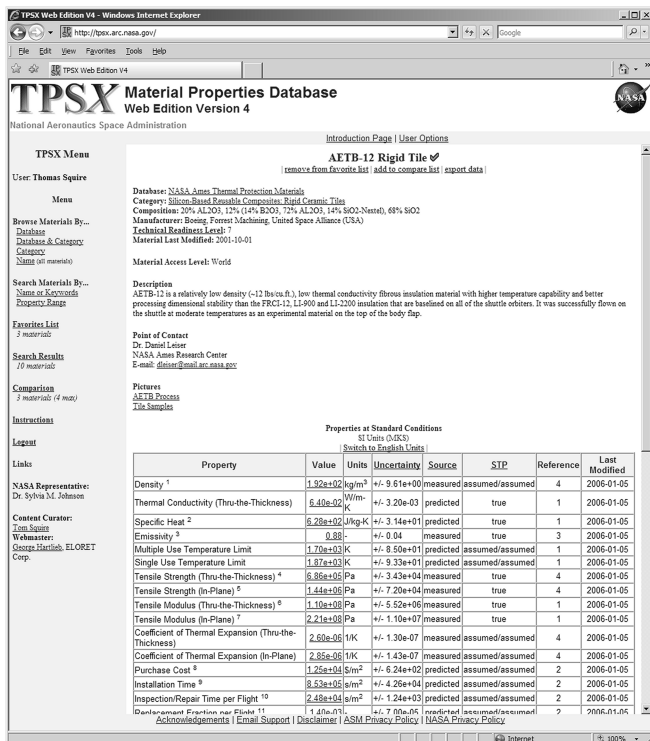 TPSX Web Edition V4 - Windows Internet Explorer
http://tpsx.arc.nasa.gov/
Google
File Edit View Favorites Tools Help
TPSX Web Edition V4
TPSX Material Properties Database
Web Edition Version 4
NASA
National Aeronautics Space Administration
Introduction Page | User Options
TPSX Menu
User: Thomas Squire
Menu
Browse Materials By...
Database
Database & Category
Category
Name (all materials)
Search Materials By...
Name or Keywords
Property Range
Favorites List
3 materials
Search Results
10 materials
Comparison
3 materials (4 max)
Instructions
Logout
Links
NASA Representative:
Dr. Sylvia M. Johnson
Content Curator:
Tom Squire
Webmaster:
George Hartlieb, ELORET
Corp.
AETB-12 Rigid Tile
| remove from favorite list | add to compare list | export data |
Database: NASA Ames Thermal Protection Materials
Category: Silicon-Based Reusable Composites: Rigid Ceramic Tiles
Composition: 20% AL2O3, 12% (14% B2O3, 72% AL2O3, 14% SiO2-Nextel), 68% SiO2
Manufacturer: Boeing, Forrest Machining, United Space Alliance (USA)
Technical Readiness Level: 7
Material Last Modified: 2001-10-01
Material Access Level: World
Description
AETB-12 is a relatively low density (~12 lbs/cu.ft.), low thermal conductivity fibrous insulation material with higher temperature capability and better
processing dimensional stability than the FRCI-12, LI-900 and LI-2200 insulation that are baselined on all of the shuttle orbiters. It was successfully flown on
the shuttle at moderate temperatures as an experimental material on the top of the body flap.
Point of Contact
Dr. Daniel Leiser
NASA Ames Research Center
E-mail: dleiser@mail.arc.nasa.gov
Pictures
AETB Process
Tile Samples
Properties at Standard Conditions
SI Units (MKS)
| Switch to English Units |
Property Value Units Uncertainty Source STP Reference Last Modified
Density 1 1.92e+02 kg/m3 +/- 9.61e+00 measured assumed/assumed 4 2006-01-05
Thermal Conductivity (Thru-the-Thickness) 6.40e-02 W/m-K +/- 3.20e-03 predicted true 1 2006-01-05
Specific Heat 2 6.28e+02 J/kg-K +/- 3.14e+01 predicted true 1 2006-01-05
Emissivity 3 0.88 - +/- 0.04 measured true 3 2006-01-05
Multiple Use Temperature Limit 1.70e+03 K +/- 8.50e+01 predicted assumed/assumed 1 2006-01-05
Single Use Temperature Limit 1.87e+03 K +/- 9.33e+01 predicted assumed/assumed 1 2006-01-05
Tensile Strength (Thru-the-Thickness) 4 6.86e+05 Pa +/- 3.43e+04 measured true 4 2006-01-05
Tensile Strength (In-Plane) 5 1.44e+06 Pa +/- 7.20e+04 measured true 4 2006-01-05
Tensile Modulus (Thru-the-Thickness) 6 1.10e+08 Pa +/- 5.52e+06 measured true 1 2006-01-05
Tensile Modulus (In-Plane) 7 2.21e+08 Pa +/- 1.10e+07 measured true 1 2006-01-05
Coefficient of Thermal Expansion (Thru-the-Thickness) 2.60e-06 1/K +/- 1.30e-07 measured assumed/assumed 4 2006-01-05
Coefficient of Thermal Expansion (In-Plane) 2.85e-06 1/K +/- 1.43e-07 measured assumed/assumed 4 2006-01-05
Purchase Cost 8 1.25e+04 $/m2 +/- 6.24e+02 predicted assumed/assumed 2 2006-01-05
Installation Time 9 8.53e+05 s/m2 +/- 4.26e+04 predicted assumed/assumed 2 2006-01-05
Inspection/Repair Time per Flight 10 2.48e+04 s/m2 +/- 1.24e+03 predicted assumed/assumed 2 2006-01-05
Replacement Fraction per Flight 11 1.40e-03 - +/- 7.00e-05 predicted assumed/assumed 2 2006-01-05
Acknowledgements | Email Support | Disclaimer | ASM Privacy Policy | NASA Privacy Policy
Internet 100%